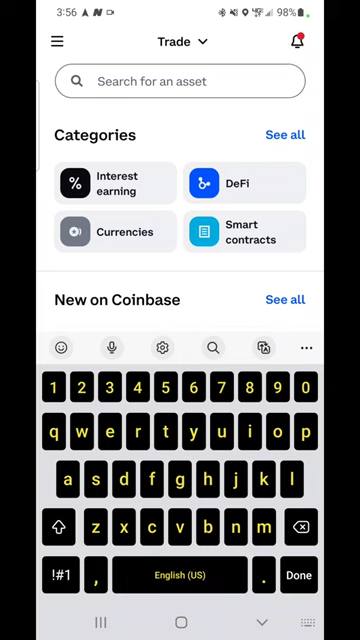 3:56 98%
Trade
Search for an asset
Categories See all
Interest
earning
DeFi
Currencies
Smart
contracts
New on Coinbase See all
1 2 3 4 5 6 7 8 9 0
q w e r t y u i o p
a s d f g h j k l
z x c v b n m
!#1 , English (US) . Done